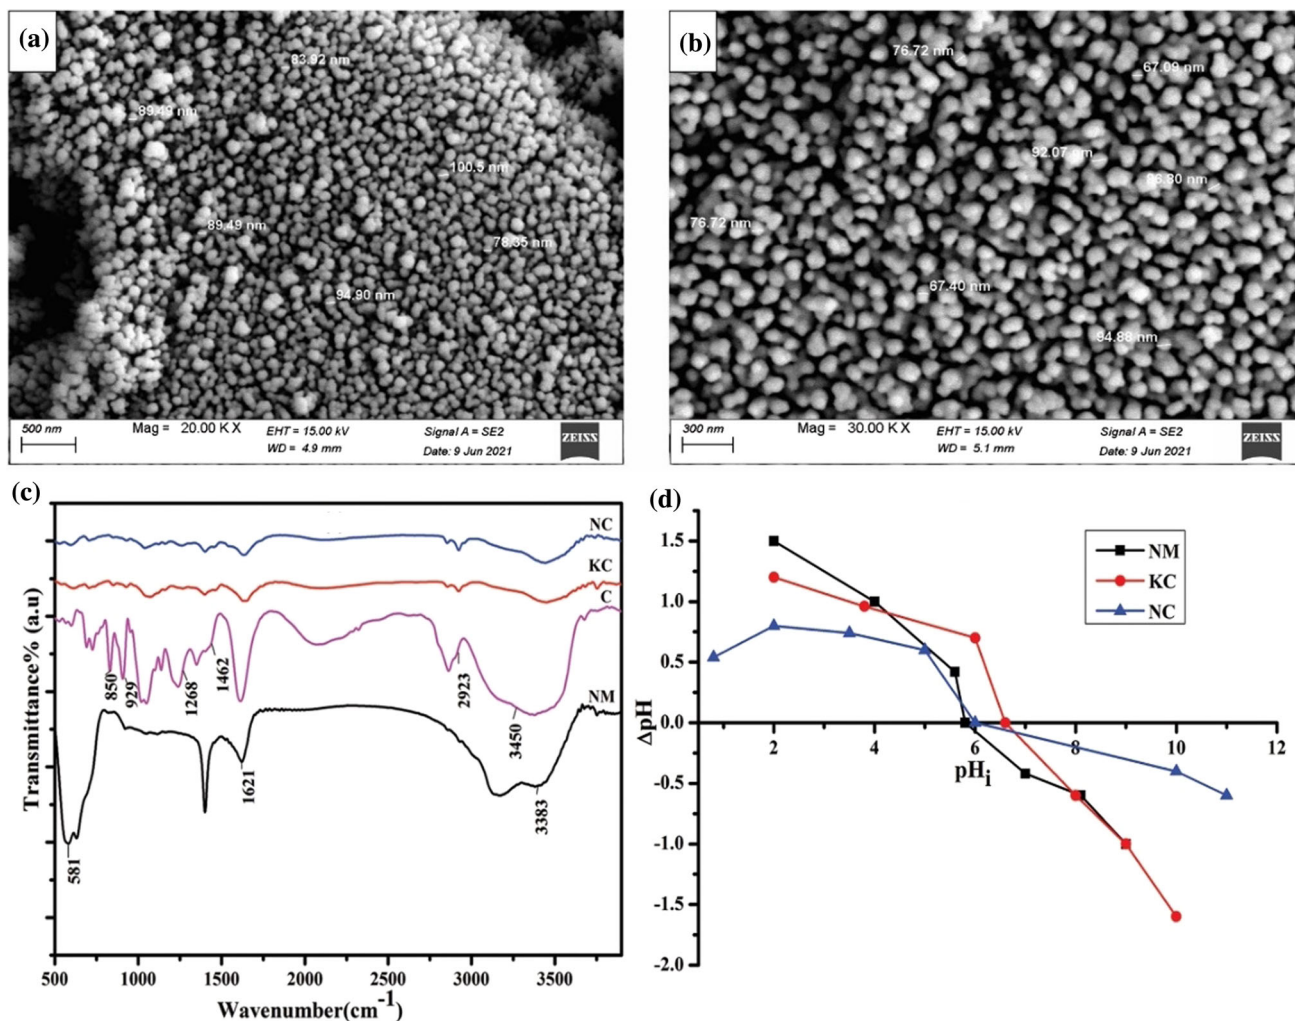 (a)
83.92 nm
89.49 nm
100.5 nm
89.49 nm
78.35 nm
94.90 nm
500 nm
Mag = 20.00 K X
EHT = 15.00 kV
Signal A = SE2
WD = 4.9 mm
Date: 9 Jun 2021
ZEISS
(b)
76.72 nm
67.09 nm
92.07 nm
76.72 nm
67.40 nm
94.88 nm
300 nm
Mag = 30.00 K X
EHT = 15.00 kV
Signal A = SE2
WD = 5.1 mm
Date: 9 Jun 2021
ZEISS
(c)
Transmittance% (a.u)
NC
KC
C
NM
850
929
1268
1462
2923
3450
581
1621
3383
500 1000 1500 2000 2500 3000 3500
Wavenumber(cm-1)
(d)
NM
KC
NC
1.5
1.0
0.5
0.0
-0.5
-1.0
-1.5
-2.0
ΔpH
2 4 6 8 10 12
pHi